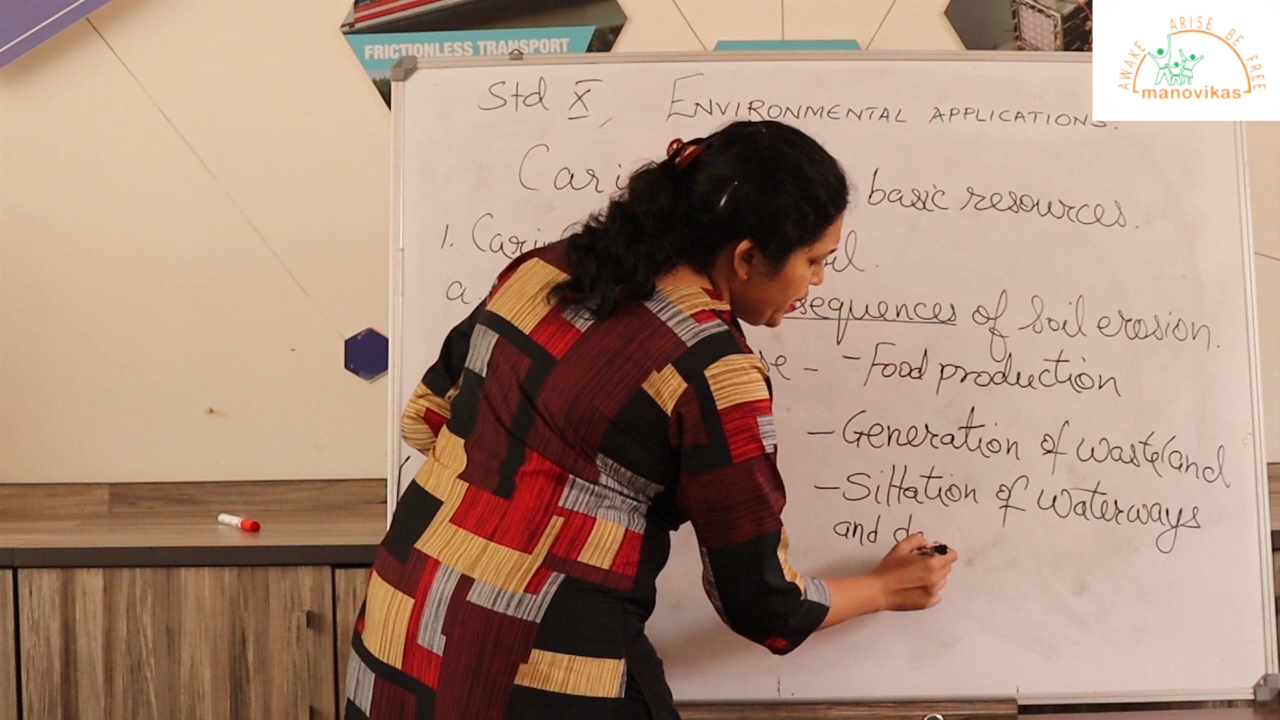 FRICTIONLESS TRANSPORT
AWAKE ARISE BE FREE
manovikas
Std X, ENVIRONMENTAL APPLICATIONS.
basic resources.
1.
a
sequences of Soil erosion.
- Food production
- Generation of wasteland
- Siltation of Waterways
and d